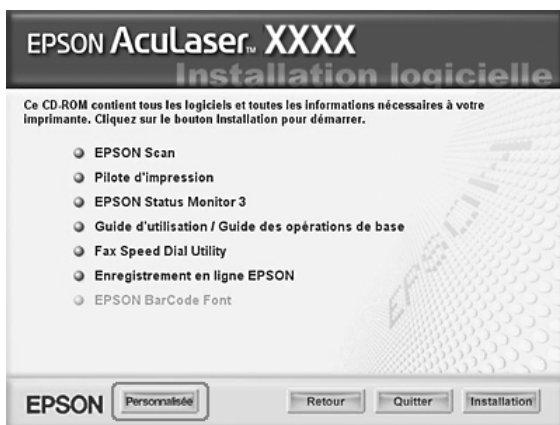 EPSON AcuLaser™ XXXX
Installation logicielle
Ce CD-ROM contient tous les logiciels et toutes les informations nécessaires à votre
imprimante. Cliquez sur le bouton Installation pour démarrer.
EPSON Scan
Pilote d'impression
EPSON Status Monitor 3
Guide d'utilisation / Guide des opérations de base
Fax Speed Dial Utility
Enregistrement en ligne EPSON
EPSON BarCode Font
EPSON
EPSON Personnalisée Retour Quitter Installation